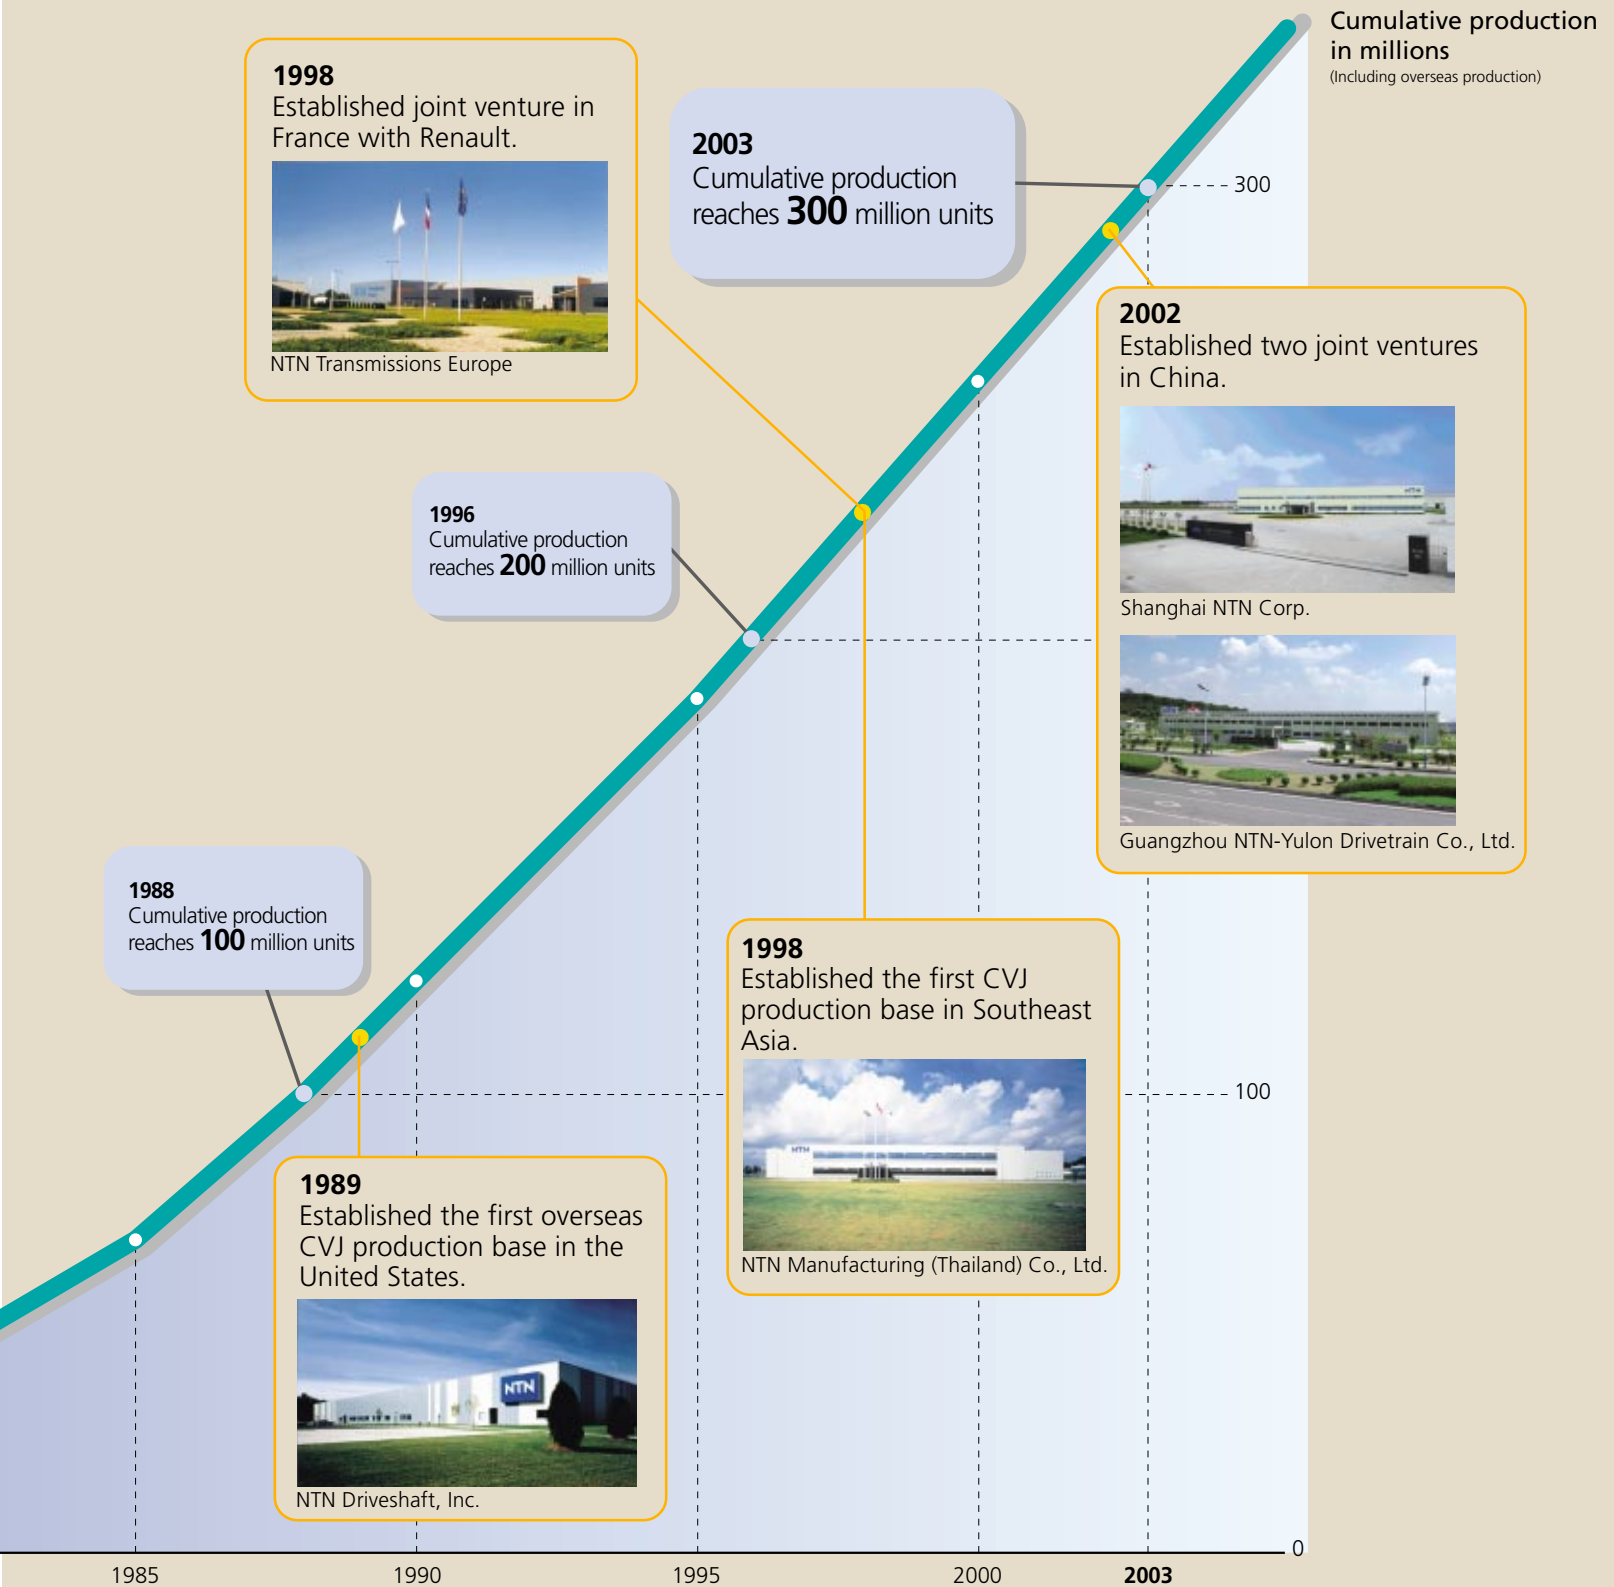 Cumulative production
in millions
(Including overseas production)
1998
Established joint venture in
France with Renault.
NTN Transmissions Europe
2003
Cumulative production
reaches 300 million units
300
2002
Established two joint ventures
in China.
NTN
Shanghai NTN Corp.
Guangzhou NTN-Yulon Drivetrain Co., Ltd.
1996
Cumulative production
reaches 200 million units
1988
Cumulative production
reaches 100 million units
100
1998
Established the first CVJ
production base in Southeast
Asia.
NTN
NTN Manufacturing (Thailand) Co., Ltd.
1989
Established the first overseas
CVJ production base in the
United States.
NTN
NTN Driveshaft, Inc.
0
1985
1990
1995
2000
2003